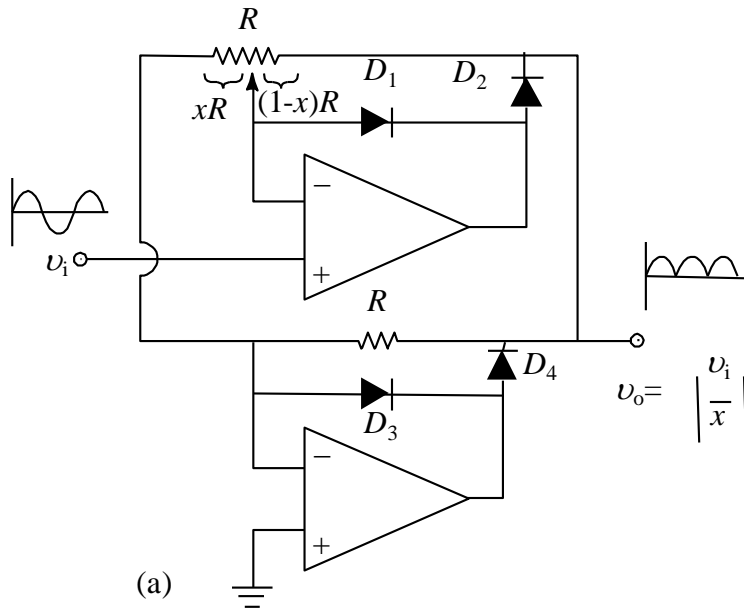 R
D₁
D₂
xR
(1-x)R
−
+
υᵢ
R
D₄
υₒ= | υᵢ / x |
D₃
−
+
(a)